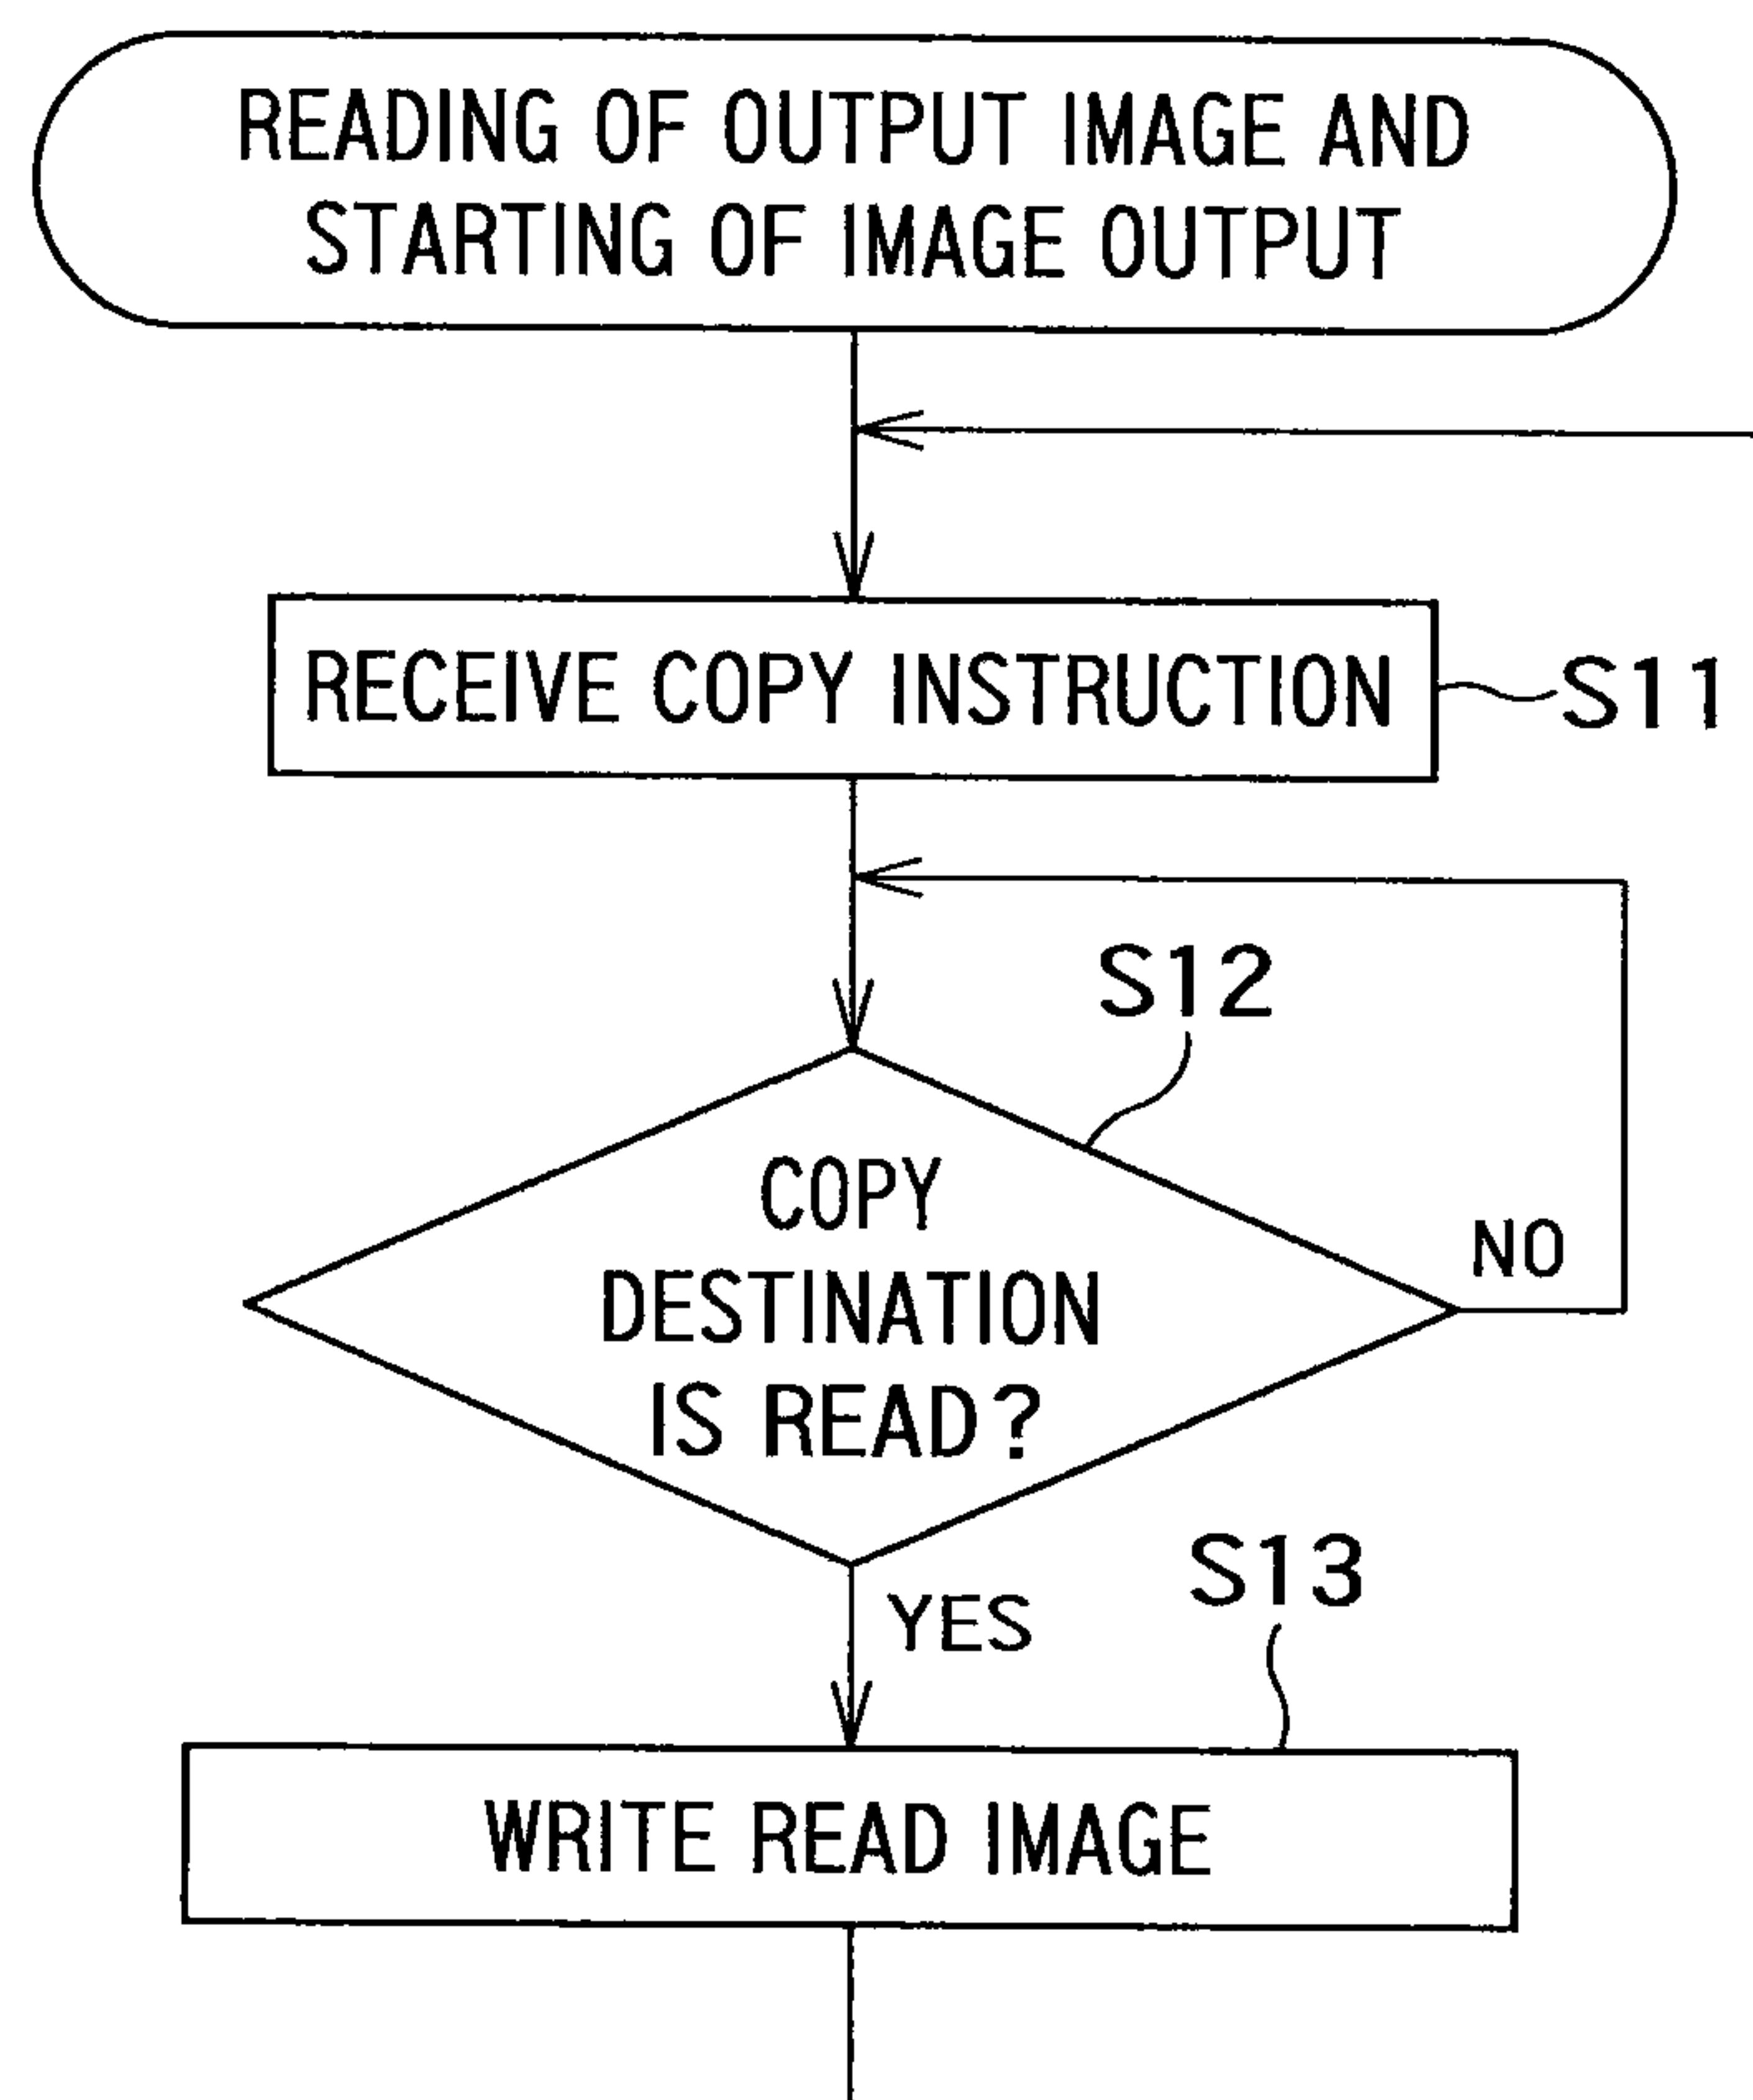 READING OF OUTPUT IMAGE AND
STARTING OF IMAGE OUTPUT
RECEIVE COPY INSTRUCTION
S11
S12
COPY
DESTINATION
IS READ?
NO
YES
S13
WRITE READ IMAGE